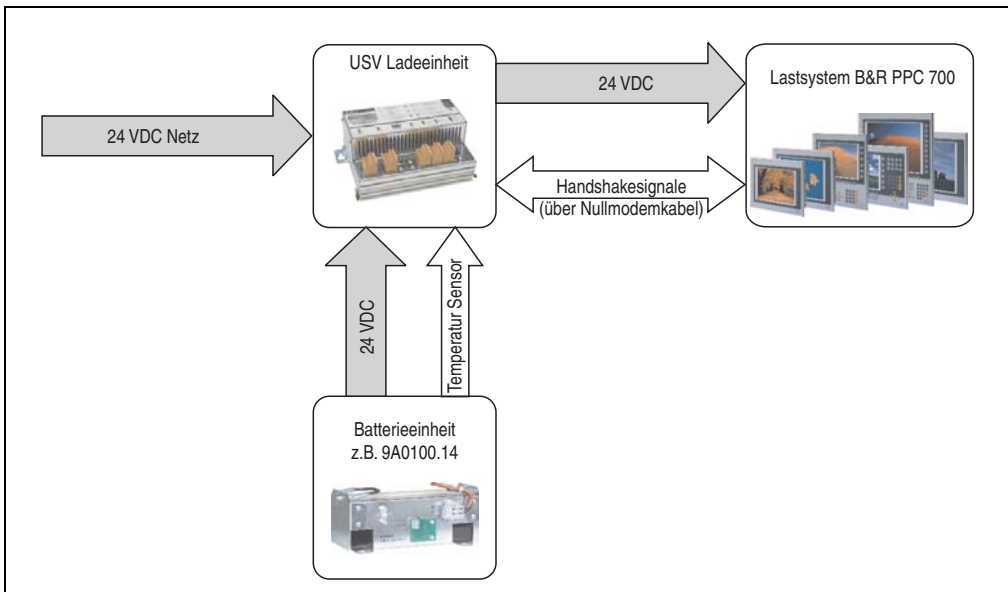 USV Ladeeinheit
24 VDC
Lastsystem B&R PPC 700
24 VDC Netz
Handshakesignale
(über Nullmodemkabel)
24 VDC
Temperatur Sensor
Batterieeinheit
z.B. 9A0100.14